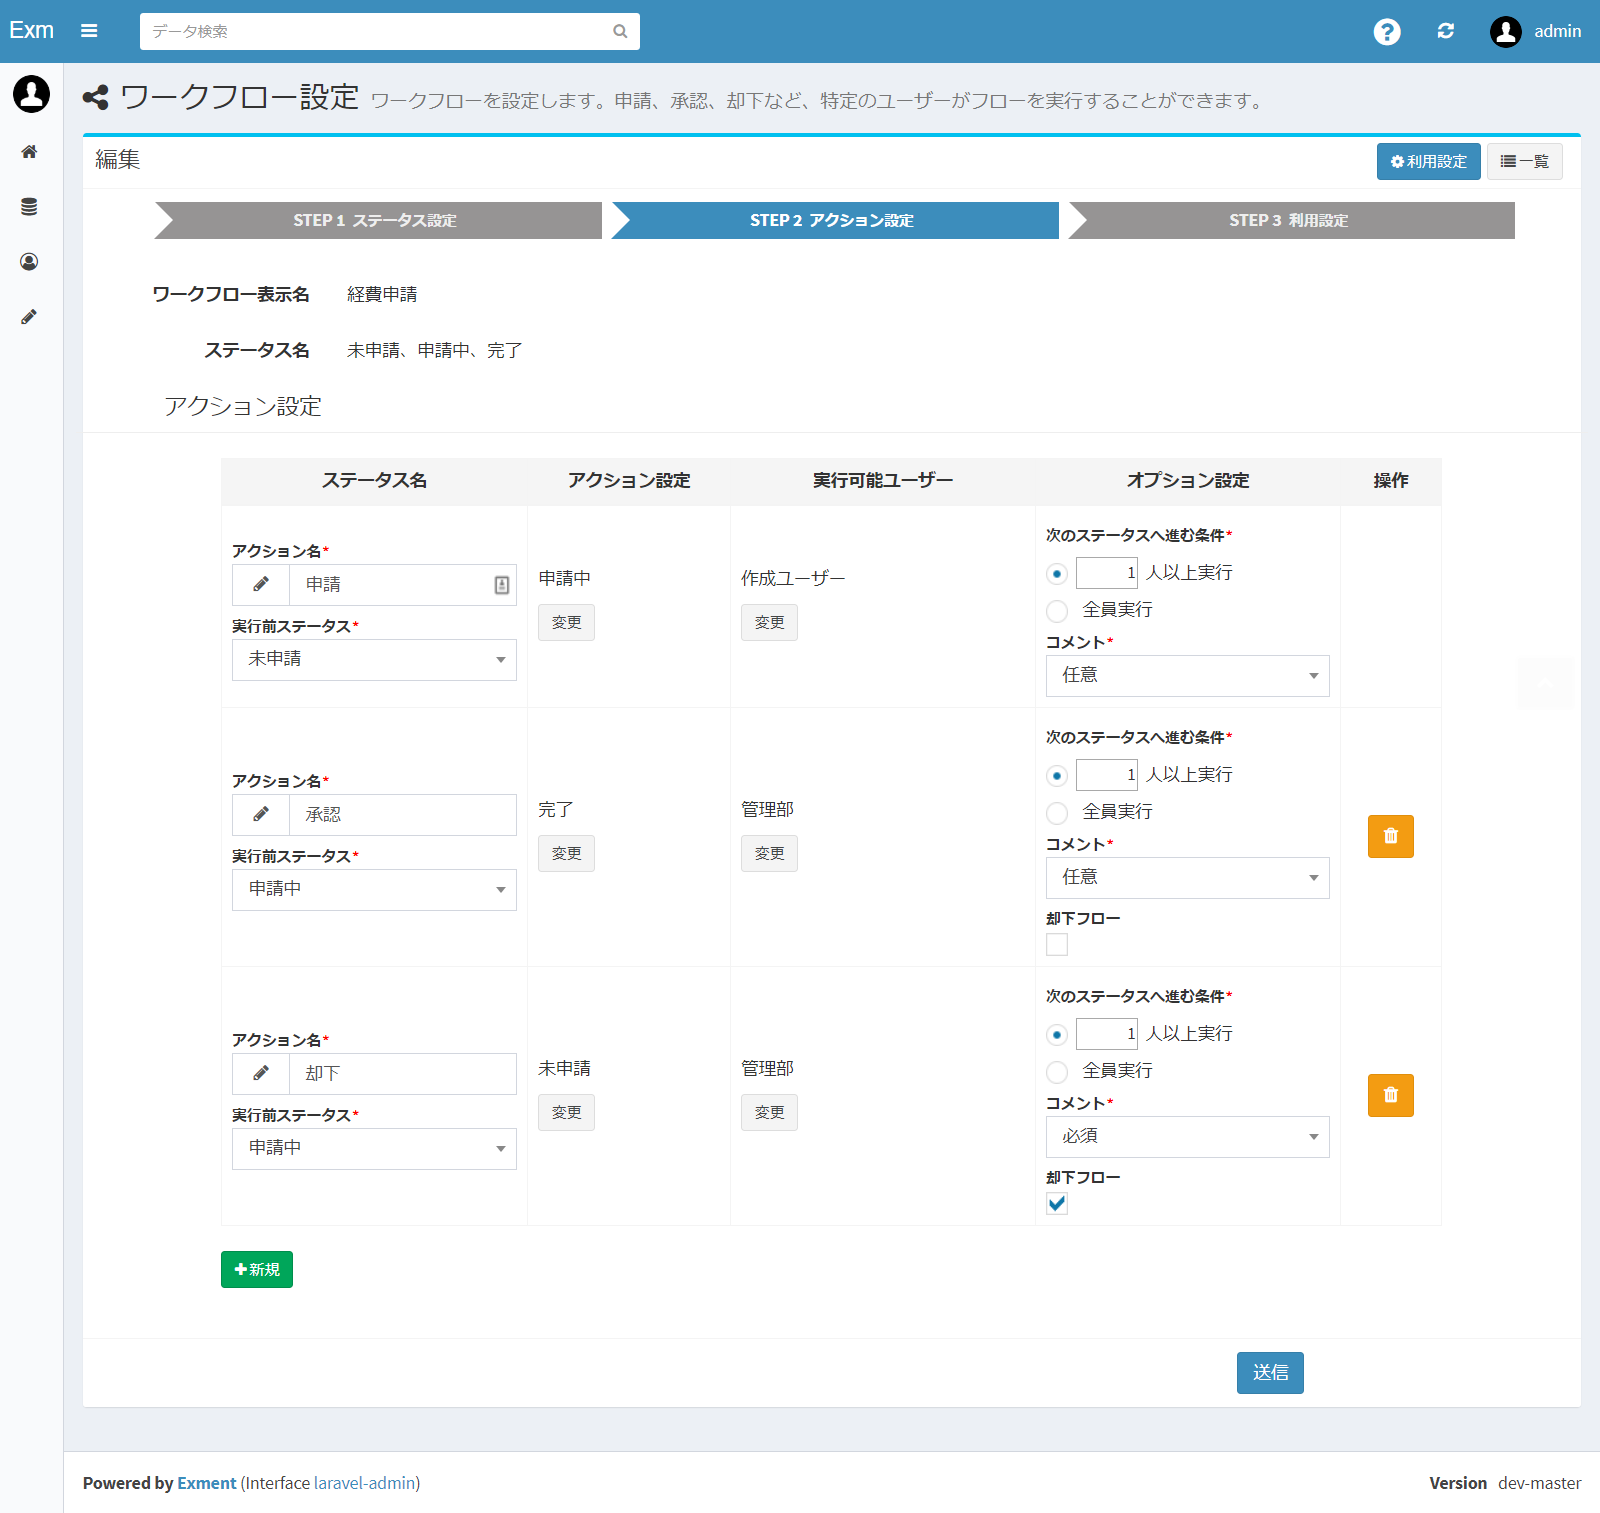 Exm
データ検索
admin
ワークフロー設定 ワークフローを設定します。申請、承認、却下など、特定のユーザーがフローを実行することができます。
編集
利用設定
一覧
STEP 1 ステータス設定
STEP 2 アクション設定
STEP 3 利用設定
ワークフロー表示名 経費申請
ステータス名 未申請、申請中、完了
アクション設定
ステータス名 アクション設定 実行可能ユーザー オプション設定 操作
アクション名*
申請
実行前ステータス*
未申請
申請中
変更
作成ユーザー
変更
次のステータスへ進む条件*
1 人以上実行
全員実行
コメント*
任意
アクション名*
承認
実行前ステータス*
申請中
完了
変更
管理部
変更
次のステータスへ進む条件*
1 人以上実行
全員実行
コメント*
任意
却下フロー
アクション名*
却下
実行前ステータス*
申請中
未申請
変更
管理部
変更
次のステータスへ進む条件*
1 人以上実行
全員実行
コメント*
必須
却下フロー
新規
送信
Powered by Exment (Interface laravel-admin)
Version dev-master